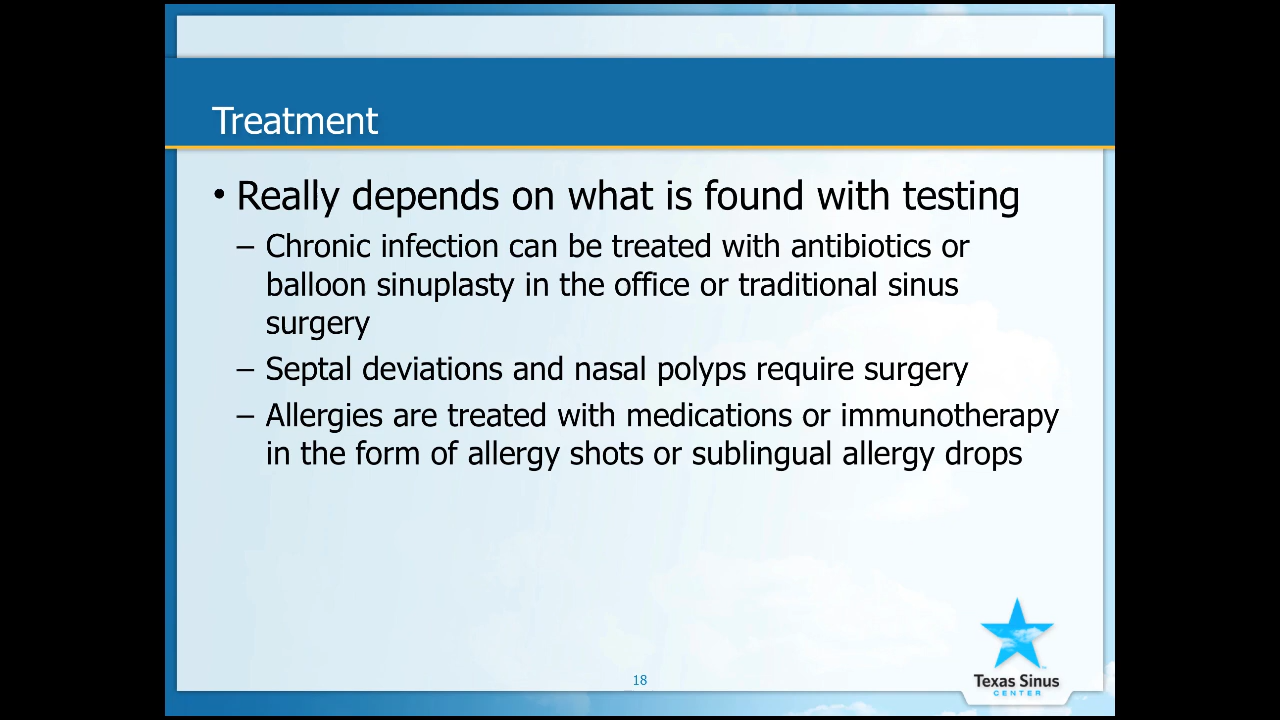 Treatment
• Really depends on what is found with testing
– Chronic infection can be treated with antibiotics or
balloon sinuplasty in the office or traditional sinus
surgery
– Septal deviations and nasal polyps require surgery
– Allergies are treated with medications or immunotherapy
in the form of allergy shots or sublingual allergy drops
18
Texas Sinus
CENTER